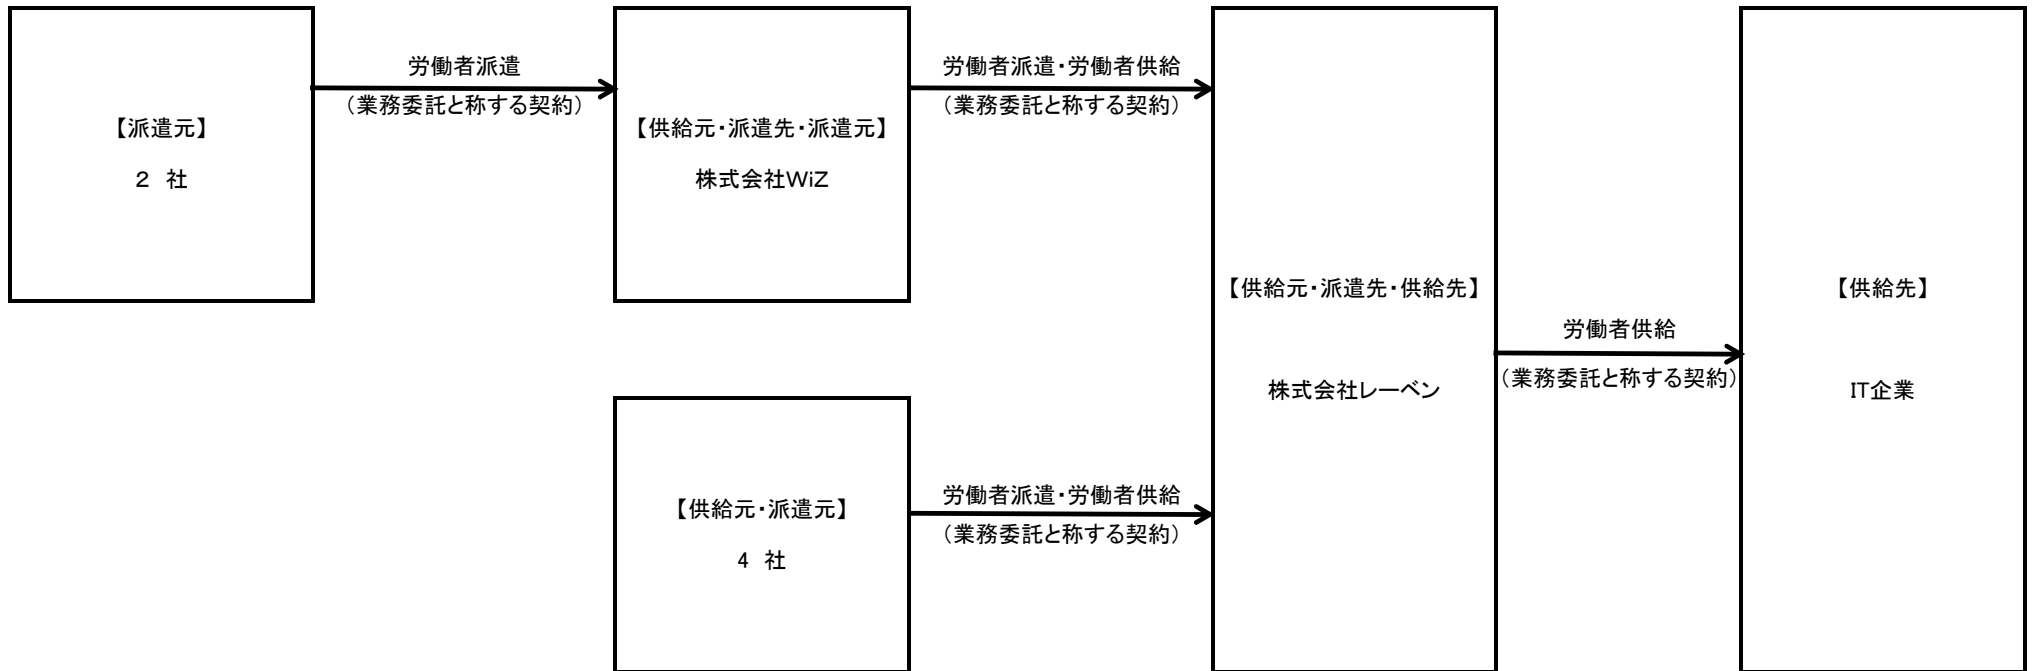 【派遣元】
２　社
労働者派遣
（業務委託と称する契約）
【供給元・派遣先・派遣元】
株式会社WiZ
労働者派遣・労働者供給
（業務委託と称する契約）
【供給元・派遣元】
４　社
労働者派遣・労働者供給
（業務委託と称する契約）
【供給元・派遣先・供給先】
株式会社レーベン
労働者供給
（業務委託と称する契約）
【供給先】
IT企業